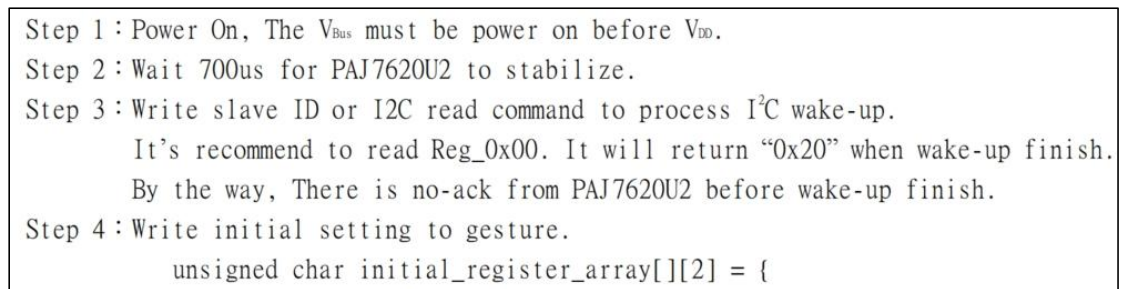 Step 1：Power On, The VBus must be power on before VDD.
Step 2：Wait 700us for PAJ7620U2 to stabilize.
Step 3：Write slave ID or I2C read command to process I²C wake-up.
It's recommend to read Reg_0x00. It will return “0x20” when wake-up finish.
By the way, There is no-ack from PAJ7620U2 before wake-up finish.
Step 4：Write initial setting to gesture.
unsigned char initial_register_array[][2] = {